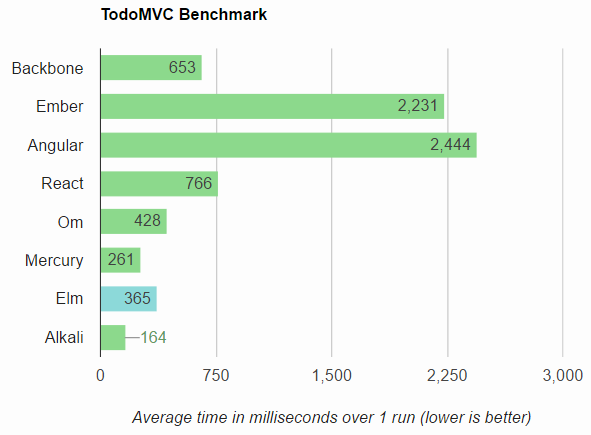 TodoMVC Benchmark
Backbone 653
Ember 2,231
Angular 2,444
React 766
Om 428
Mercury 261
Elm 365
Alkali 164
0 750 1,500 2,250 3,000
Average time in milliseconds over 1 run (lower is better)